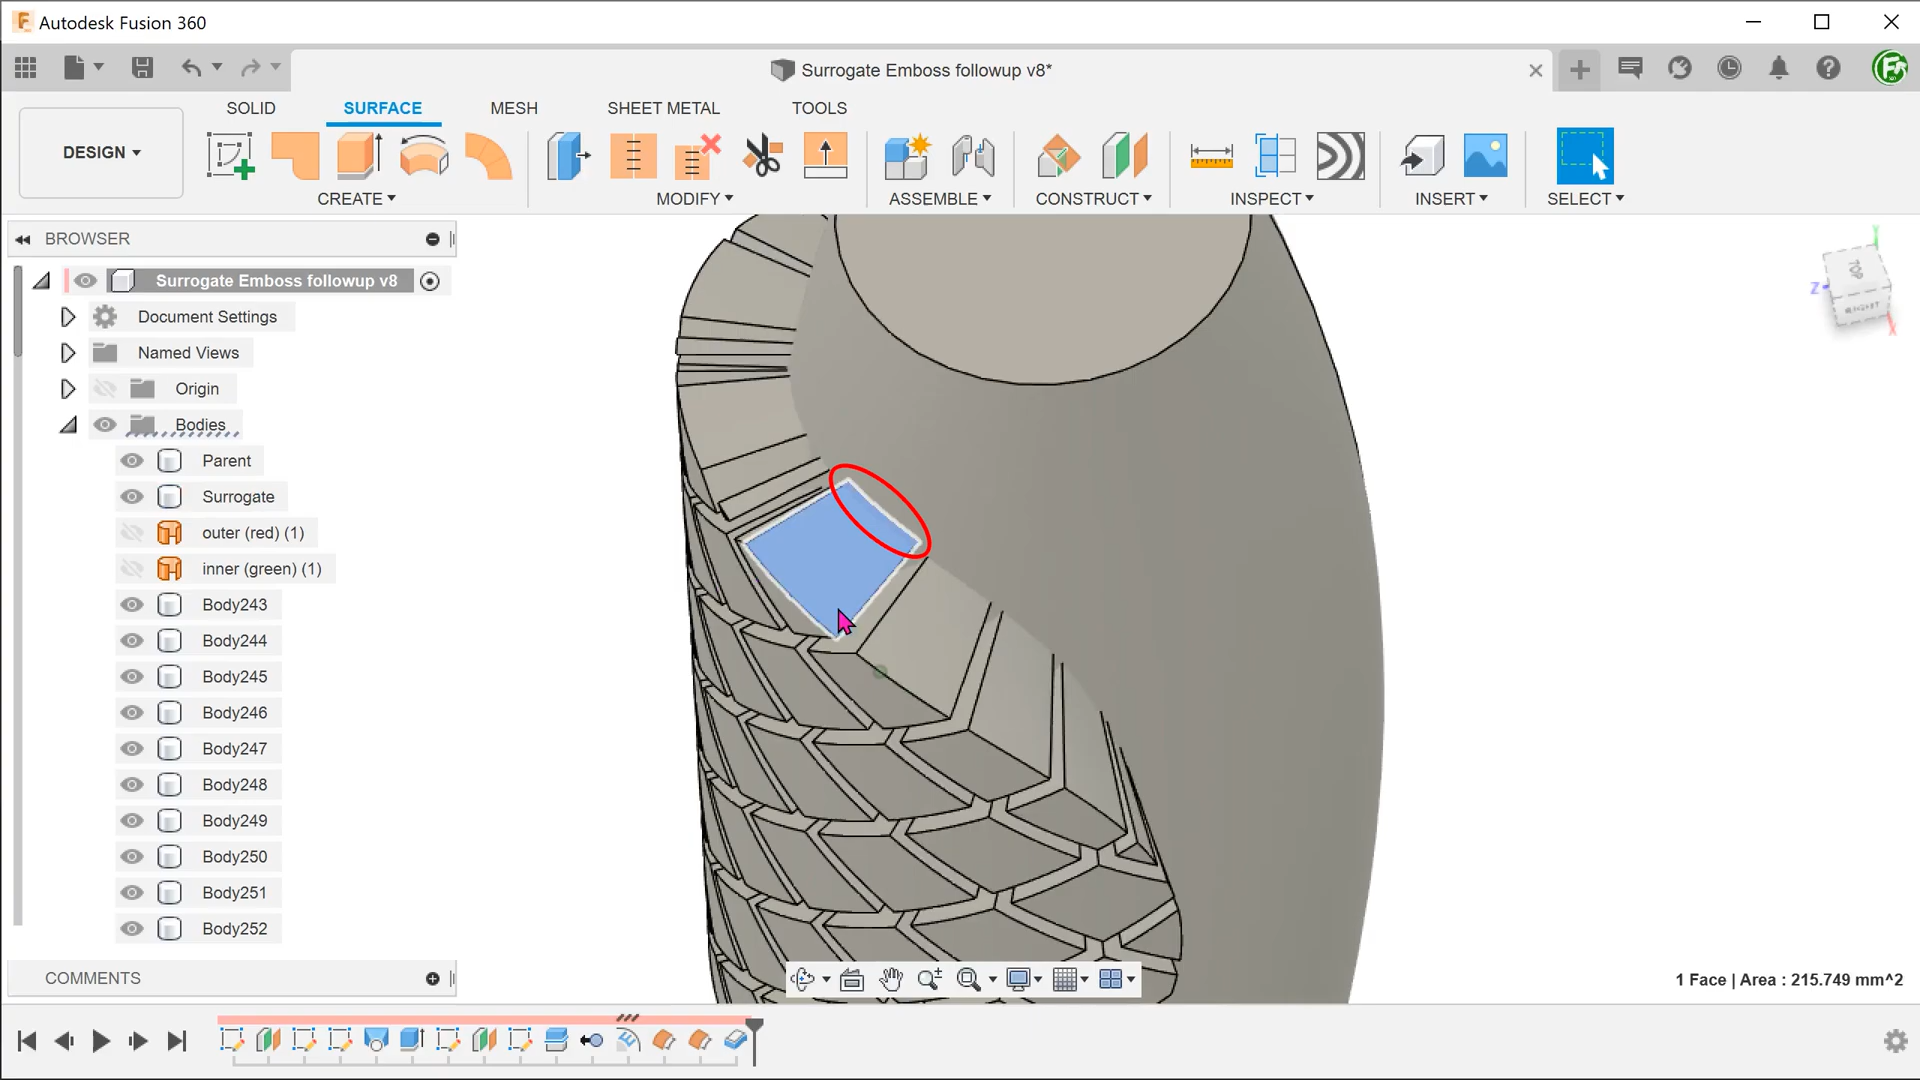 Autodesk Fusion 360
Surrogate Emboss followup v8*
SOLID SURFACE MESH SHEET METAL TOOLS
DESIGN
CREATE MODIFY ASSEMBLE CONSTRUCT INSPECT INSERT SELECT
BROWSER
Surrogate Emboss followup v8
Document Settings
Named Views
Origin
Bodies
Parent
Surrogate
outer (red) (1)
inner (green) (1)
Body243
Body244
Body245
Body246
Body247
Body248
Body249
Body250
Body251
Body252
TOP
RIGHT
Z
Y
X
COMMENTS
1 Face | Area : 215.749 mm^2